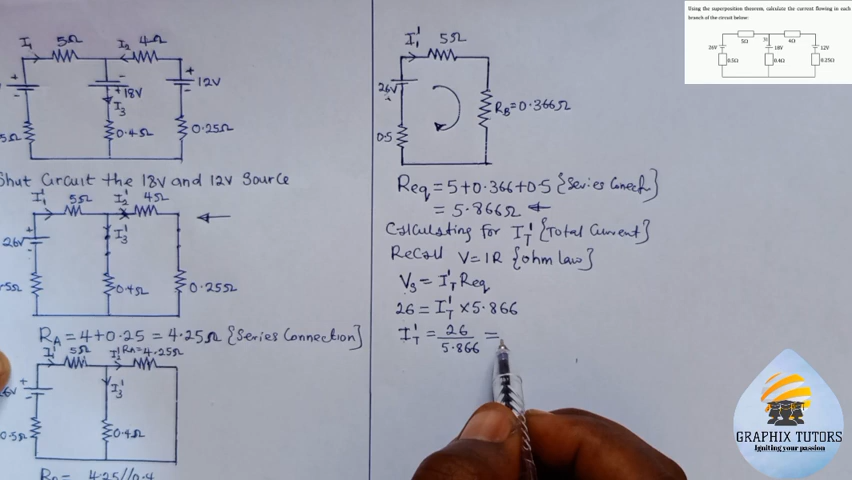 I₁ 5Ω I₂ 4Ω
+ - +
+18V 12V
- I₃ -
5Ω 0.4Ω 0.25Ω
Shut Circuit the 18V and 12V Source
I₁' 5Ω I₂' 4Ω
+
26V I₃'
-
55Ω 0.4Ω 0.25Ω
RA = 4+0.25 = 4.25Ω {Series Connection}
I₁' 5Ω I₂' RA=4.25Ω
+
6V I₃'
-
0.5Ω 0.4Ω
4.25//0.4
I₁' 5Ω
+
26V RB=0.366Ω
0.5
Req = 5+0.366+0.5 {Series Conech}
= 5.866Ω
Calculating for IT' {Total Current}
Recall V=IR {ohm law}
Vs = IT' Req
26 = IT' × 5.866
IT' = 26/5.866 =
Using the superposition theorem, calculate the current flowing in each
branch of the circuit below:
5Ω 4Ω
26V 18V 12V
0.5Ω 0.4Ω 0.25Ω
GRAPHIX TUTORS
Igniting your passion